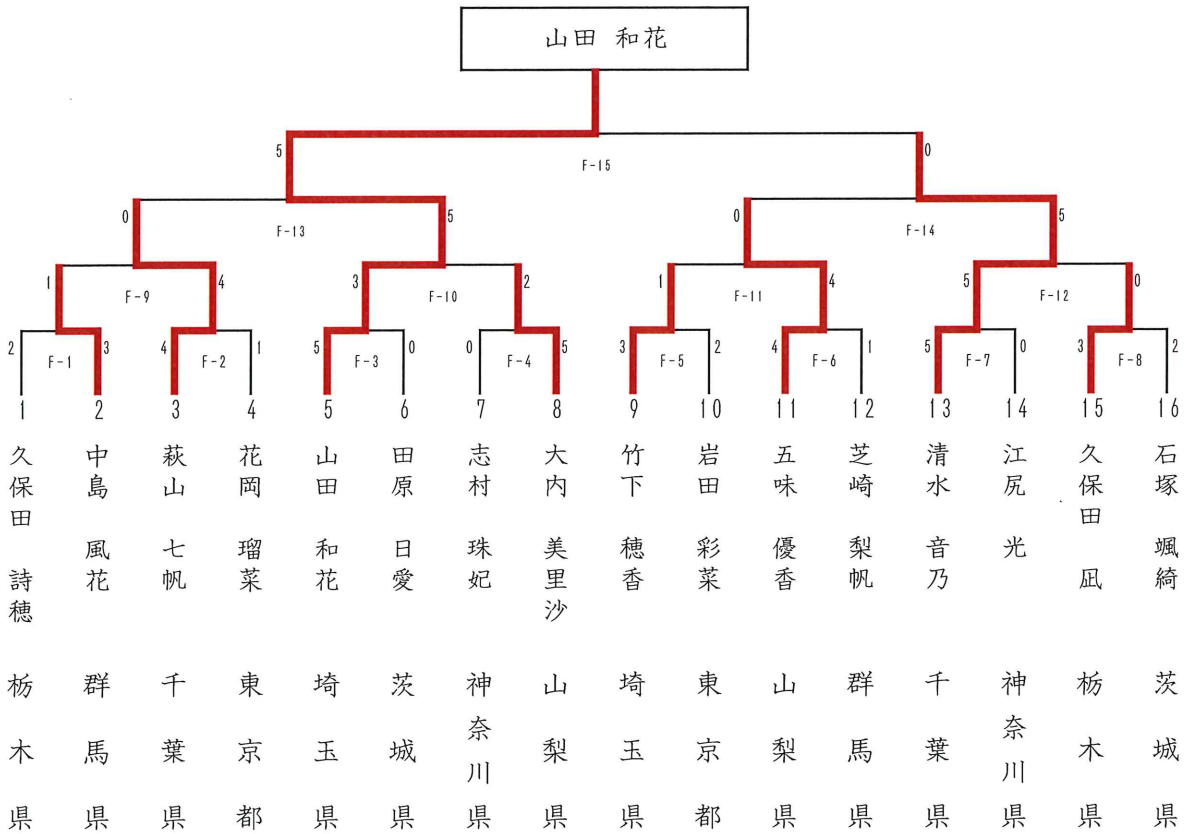 山田 和花
5 0
F-15
0 5 0 5
F-13 F-14
1 4 3 2 1 4 5 0
F-9 F-10 F-11 F-12
2 3 4 1 5 0 0 5 3 2 4 1 5 0 3 2
F-1 F-2 F-3 F-4 F-5 F-6 F-7 F-8
1 2 3 4 5 6 7 8 9 10 11 12 13 14 15 16
久保田 詩穂
中島 風花
萩山 七帆
花岡 瑠菜
山田 和花
田原 日愛
志村 珠妃
大内 美里沙
竹下 穂香
岩田 彩菜
五味 優香
芝崎 梨帆
清水 音乃
江尻 光
久保田 凪
石塚 颯綺
栃木県
群馬県
千葉県
東京都
埼玉県
茨城県
神奈川県
山梨県
埼玉県
東京都
山梨県
群馬県
千葉県
神奈川県
栃木県
茨城県